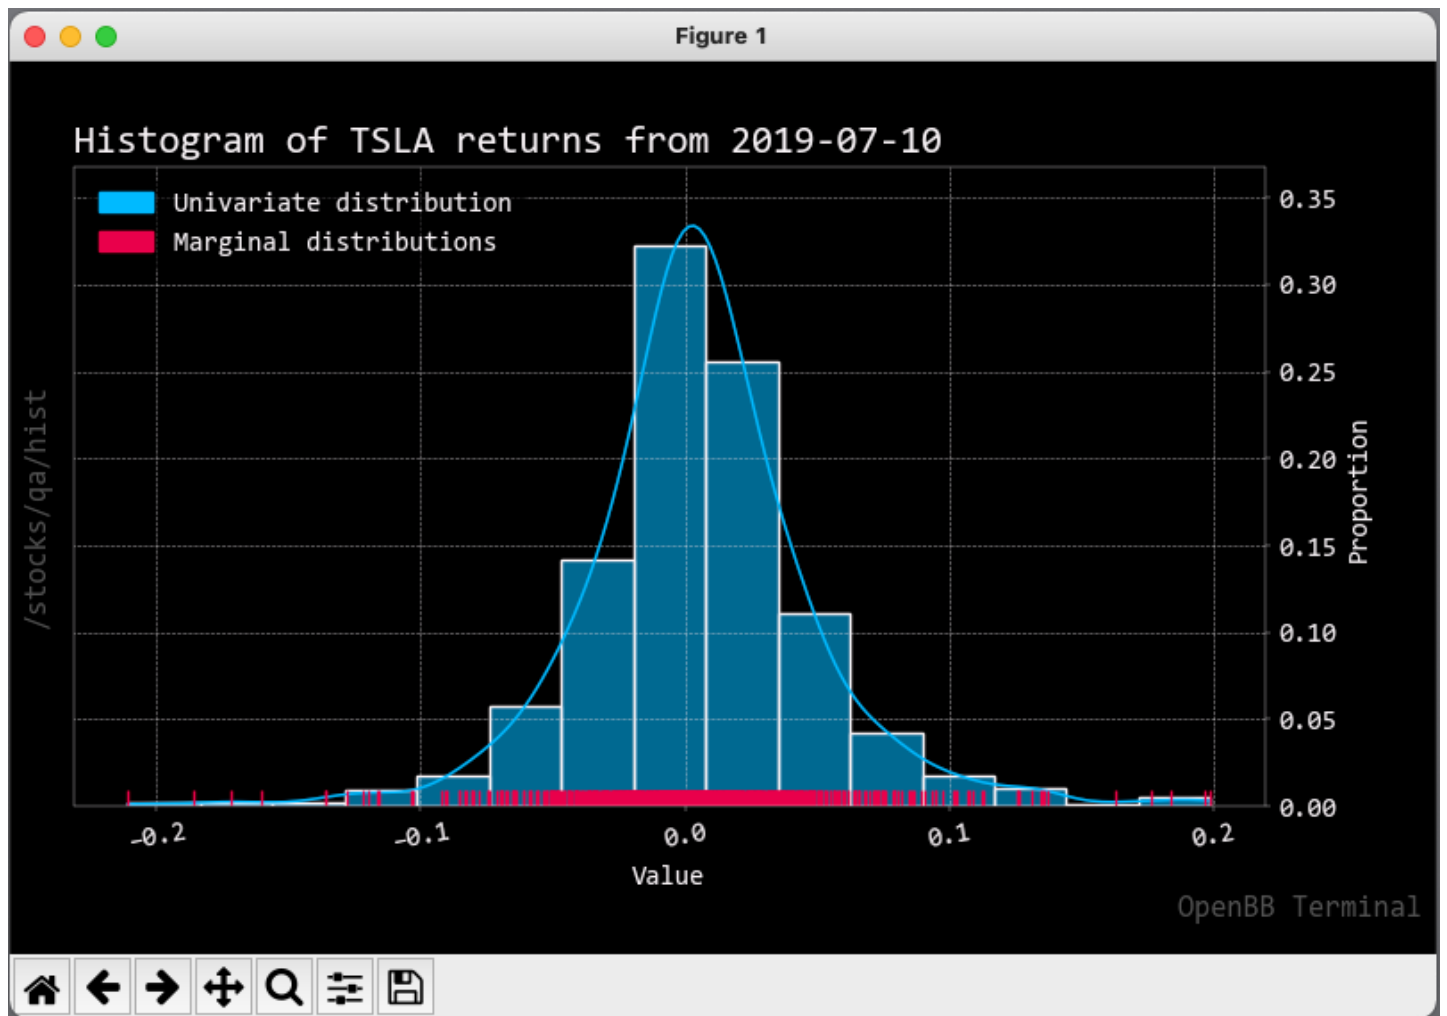 Figure 1
Histogram of TSLA returns from 2019-07-10
Univariate distribution
Marginal distributions
0.35
0.30
0.25
0.20
0.15
0.10
0.05
0.00
Proportion
/stocks/qa/hist
−0.2
−0.1
0.0
0.1
0.2
Value
OpenBB Terminal